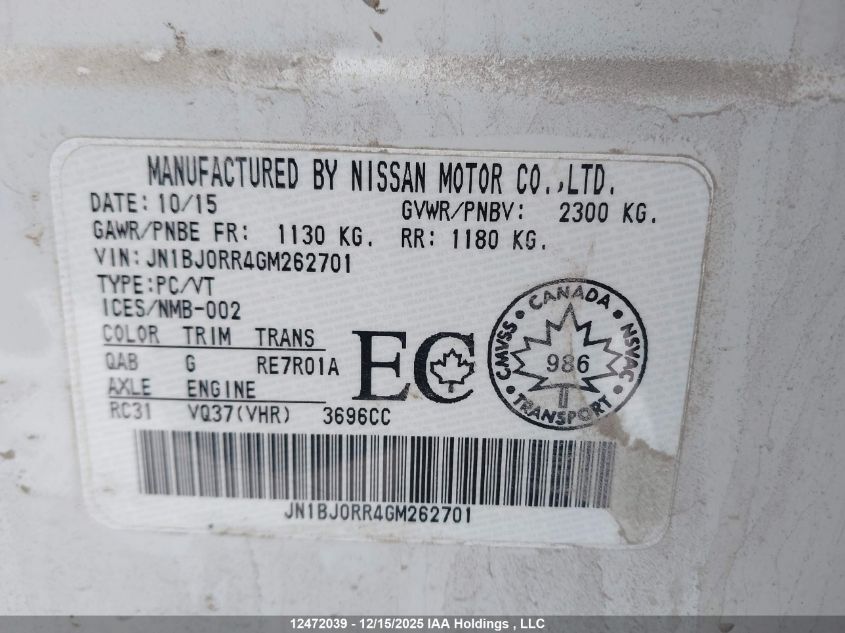 MANUFACTURED BY NISSAN MOTOR CO.,LTD.
DATE: 10/15 GVWR/PNBV: 2300 KG.
GAWR/PNBE FR: 1130 KG. RR: 1180 KG.
VIN: JN1BJ0RR4GM262701
TYPE:PC/VT
ICES/NMB-002
COLOR TRIM TRANS
QAB G RE7R01A
AXLE ENGINE
RC31 VQ37(VHR) 3696CC
EC
CANADA
CMVSS
NSVAC
986
TRANSPORT
JN1BJ0RR4GM262701
12472039 - 12/15/2025 IAA Holdings , LLC